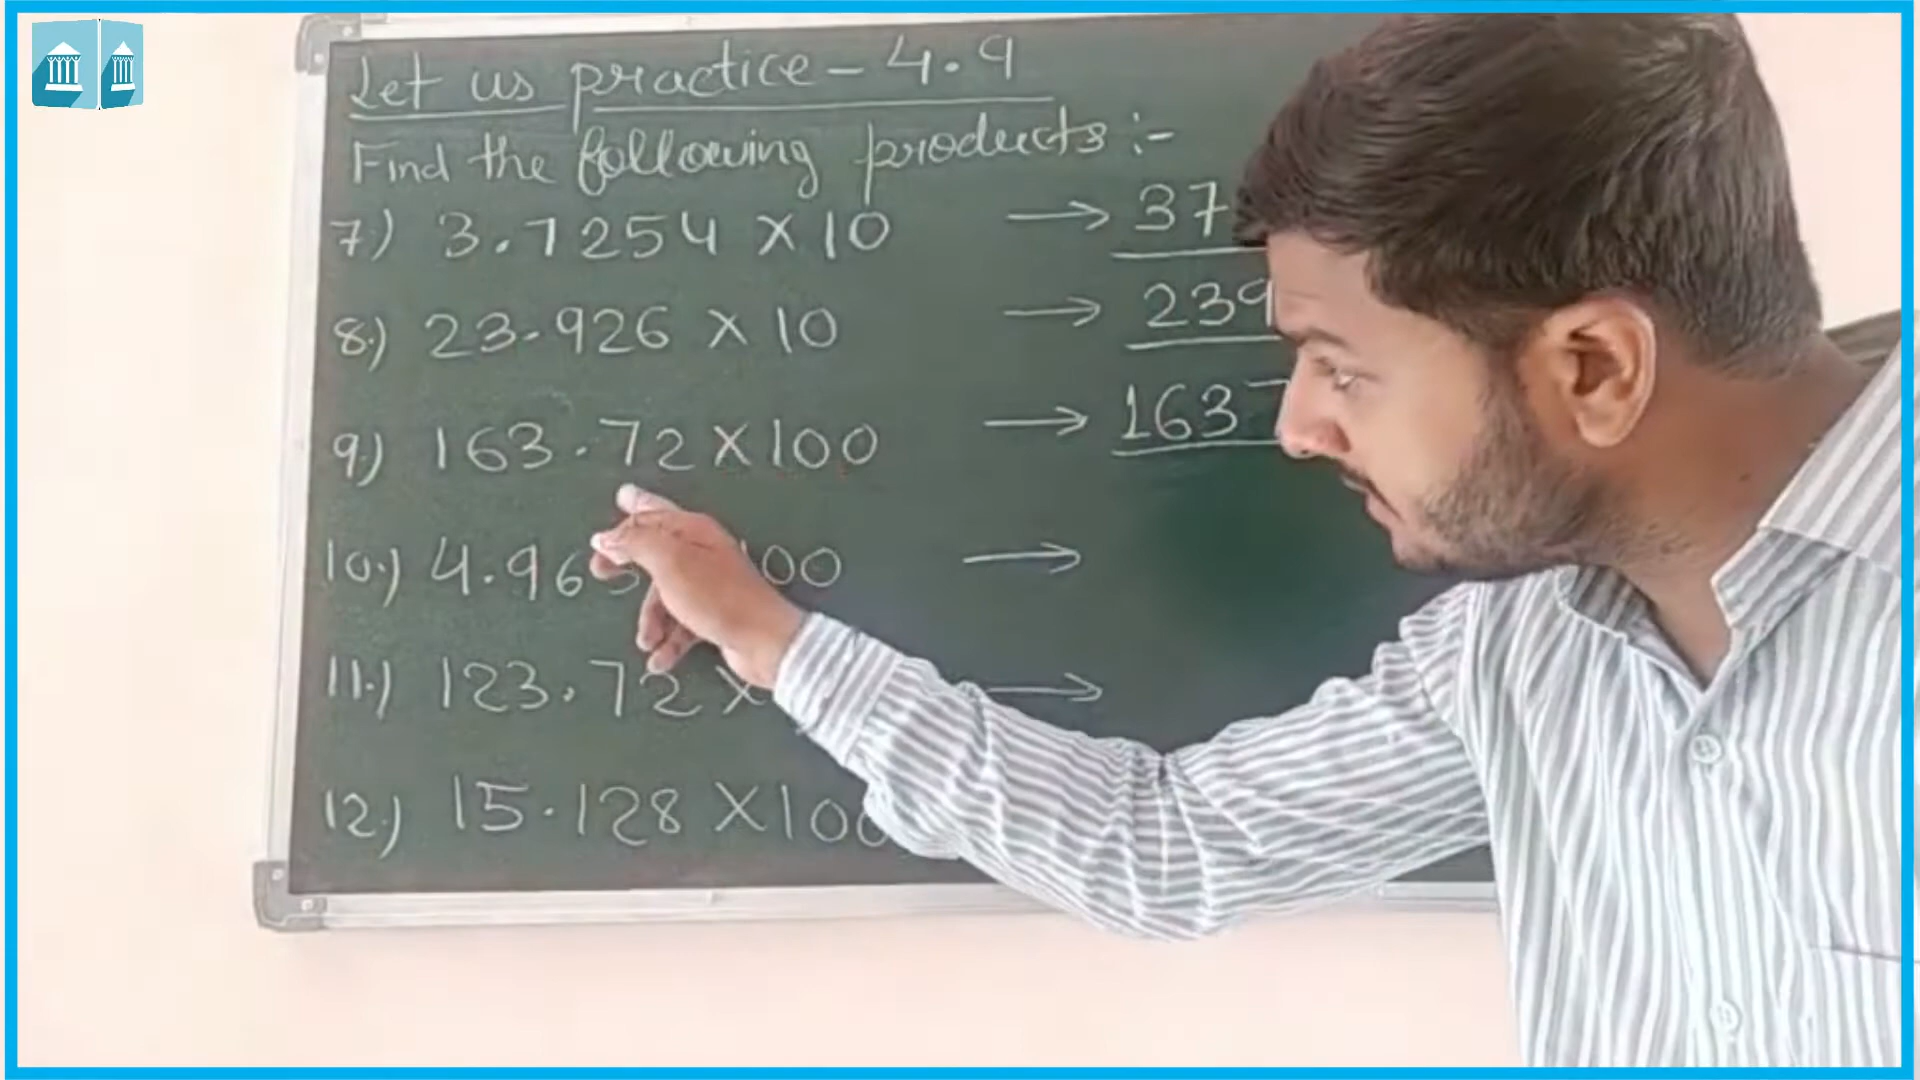 Let us practice - 4.9
Find the following products :-
7.) 3.7254 X 10 → 37
8.) 23.926 X 10 → 239
9.) 163.72 X 100 → 1637
10.) 4.96 00 →
11.) 123.72 X →
12.) 15.128 X 100